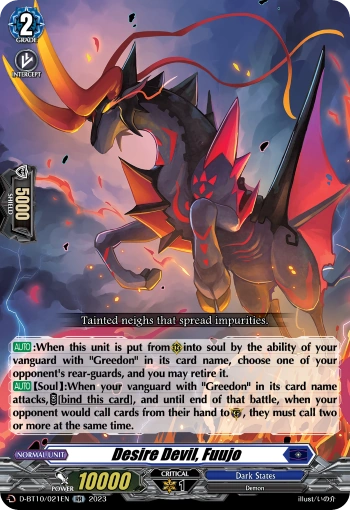 2
GRADE
INTERCEPT
5000
SHIELD
Tainted neighs that spread impurities.
AUTO:When this unit is put from into soul by the ability of your
vanguard with "Greedon" in its card name, choose one of your
opponent's rear-guards, and you may retire it.
AUTO【Soul】:When your vanguard with "Greedon" in its card name
attacks, [bind this card], and until end of that battle, when your
opponent would call cards from their hand to , they must call two
or more at the same time.
NORMAL UNIT
Desire Devil, Fuujo
POWER 10000
CRITICAL
1
Dark States
Demon
D-BT10/021EN RR 2023
illust/いの介